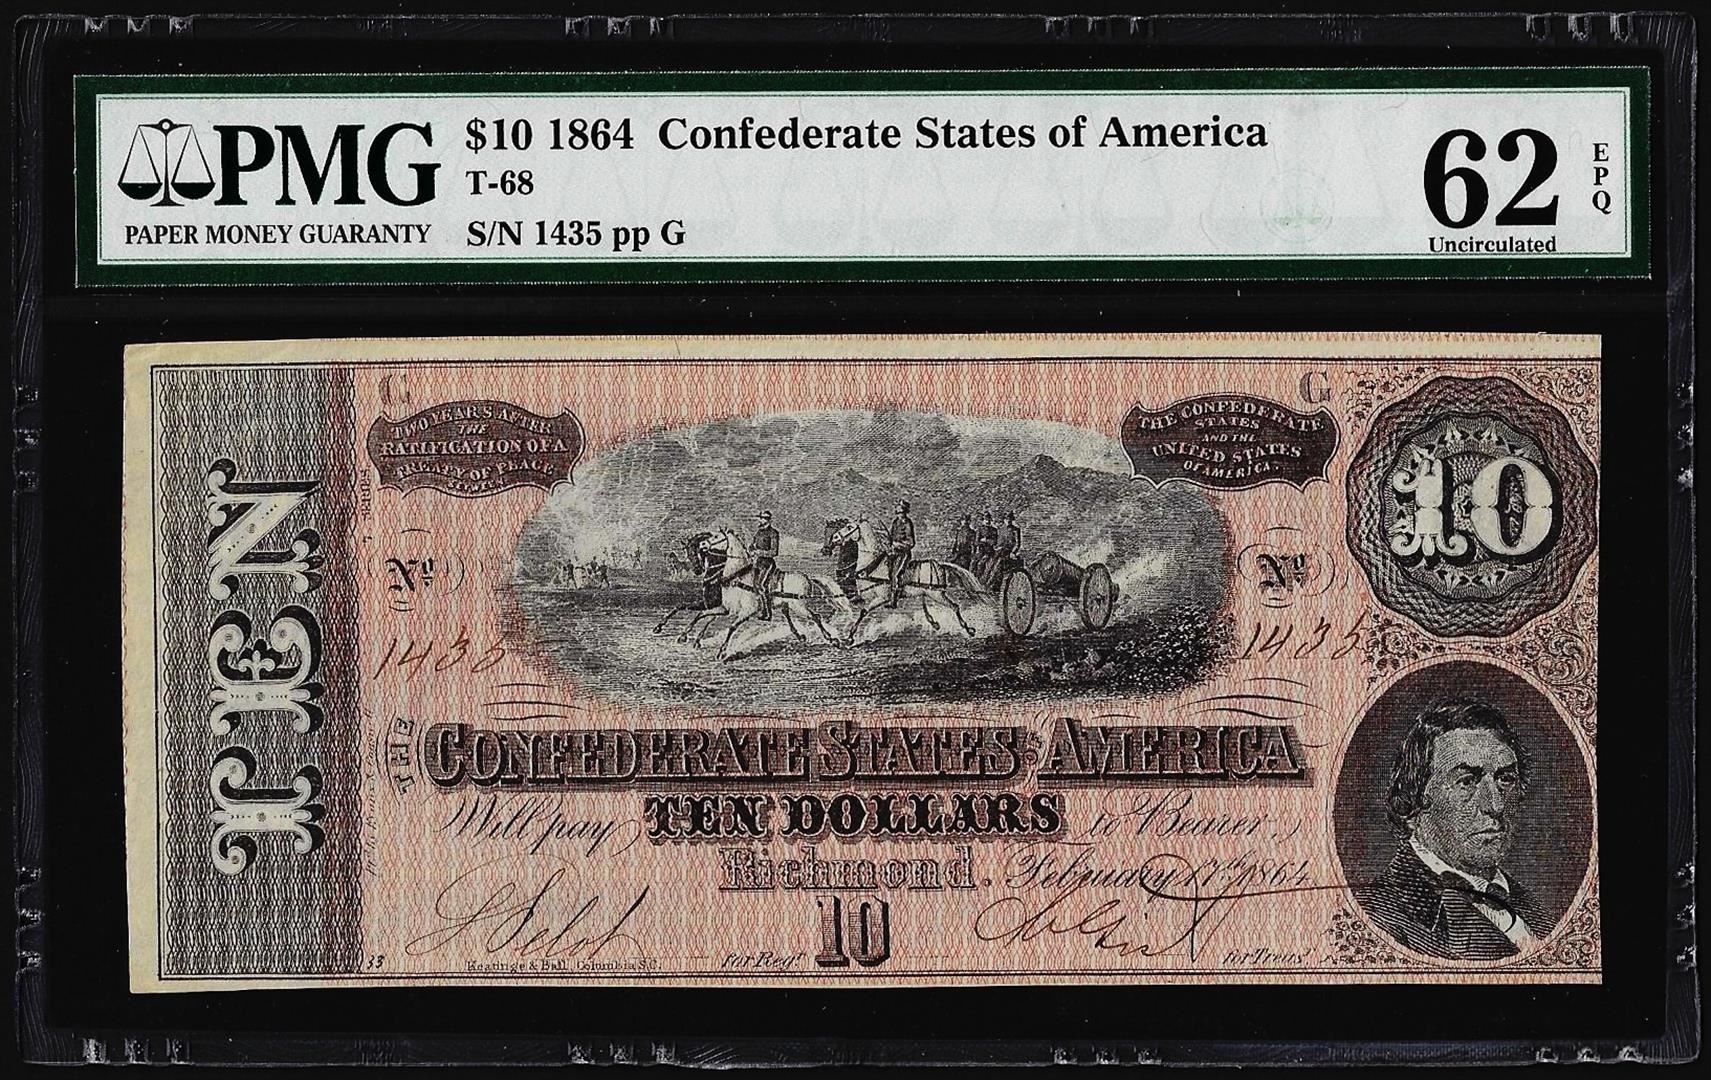 PMG
PAPER MONEY GUARANTY
$10 1864 Confederate States of America
T-68
S/N 1435 pp G
62
EPQ
Uncirculated
C
G
TWO YEARS AFTER
THE
RATIFICATION OF A
TREATY OF PEACE
BETWEEN
THE CONFEDERATE
STATES
AND THE
UNITED STATES
OF AMERICA.
10
TEN
No
No
1435
1435
THE
CONFEDERATE STATES OF AMERICA
Will pay TEN DOLLARS to Bearer,
Richmond. February 17th 1864
10
33
Keatinge & Ball, Columbia S.C.
for Regr
for Treasr